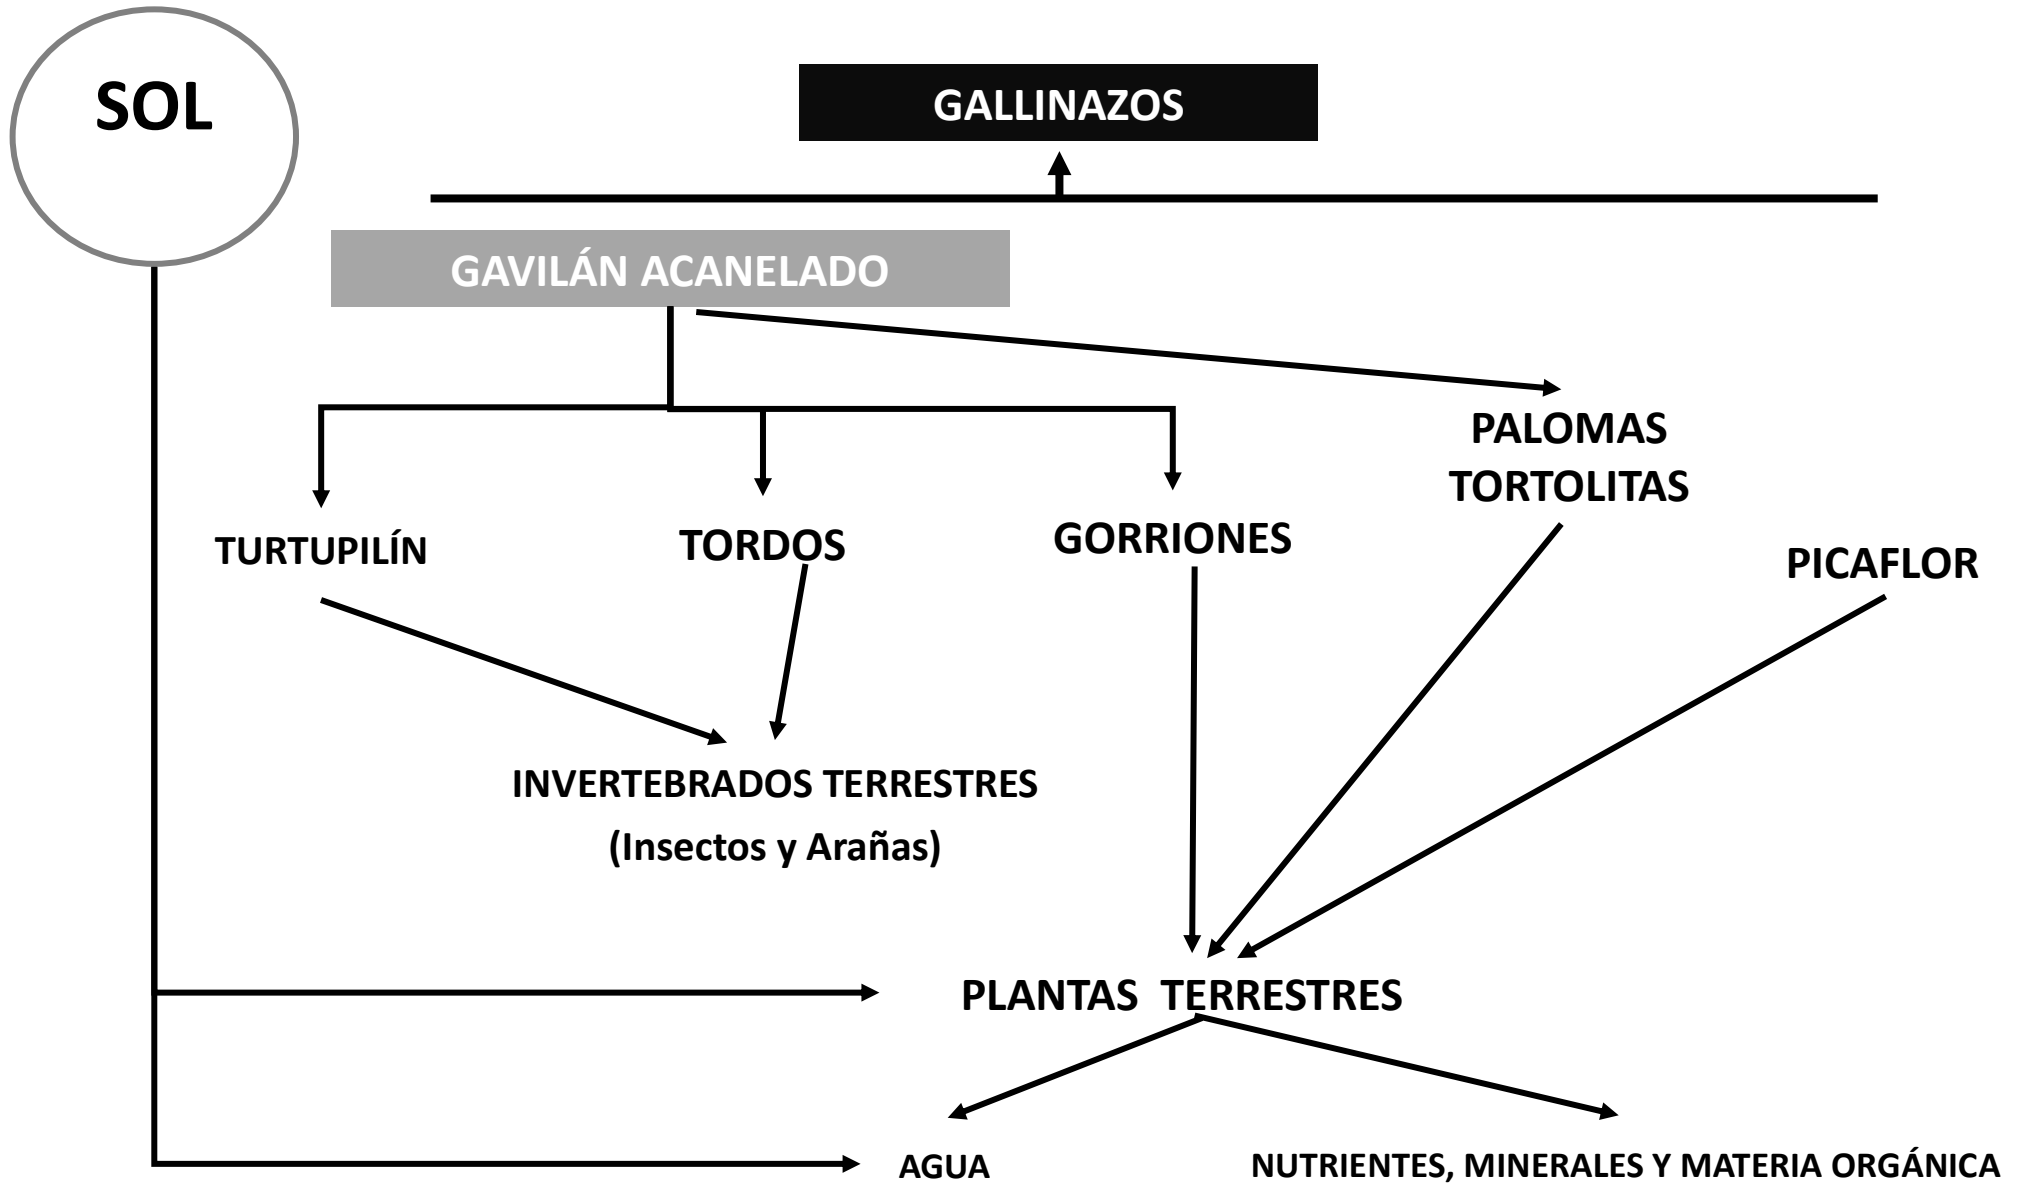 SOL
GALLINAZOS
GAVILÁN ACANELADO
PALOMAS
TORTOLITAS
TURTUPILÍN
TORDOS
GORRIONES
PICAFLOR
INVERTEBRADOS TERRESTRES
(Insectos y Arañas)
PLANTAS TERRESTRES
AGUA
NUTRIENTES, MINERALES Y MATERIA ORGÁNICA